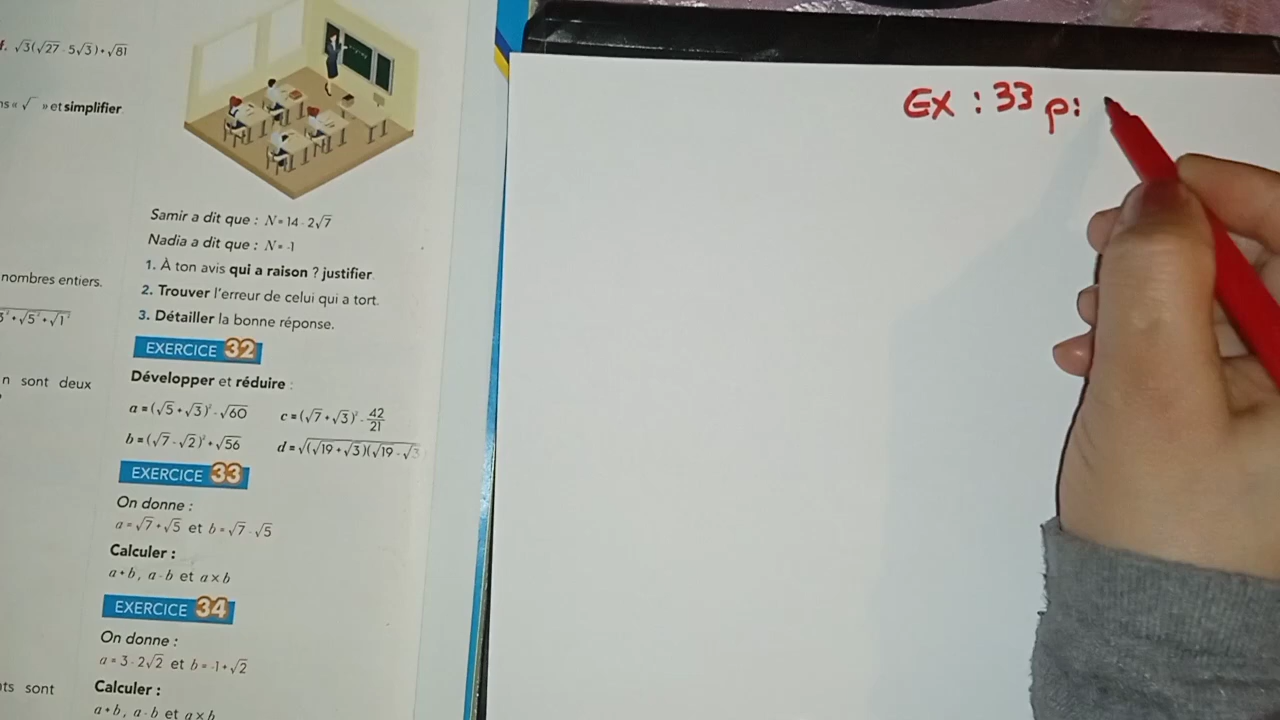 f. √3(√27 - 5√3) + √81
« √ » et simplifier
nombres entiers.
n sont deux
sont
Samir a dit que : N = 14 - 2√7
Nadia a dit que : N = -1
1. À ton avis qui a raison ? justifier.
2. Trouver l'erreur de celui qui a tort.
3. Détailler la bonne réponse.
EXERCICE 32
Développer et réduire :
a = (√5 + √3)² - √60
c = (√7 + √3)² - 42/21
b = (√7 - √2)² + √56
d = √(√19 + √3)(√19 - √3
EXERCICE 33
On donne :
a = √7 + √5 et b = √7 - √5
Calculer :
a + b, a - b et a × b
EXERCICE 34
On donne :
a = 3 - 2√2 et b = -1 + √2
Calculer :
a + b, a - b et a × b
Ex : 33 p: